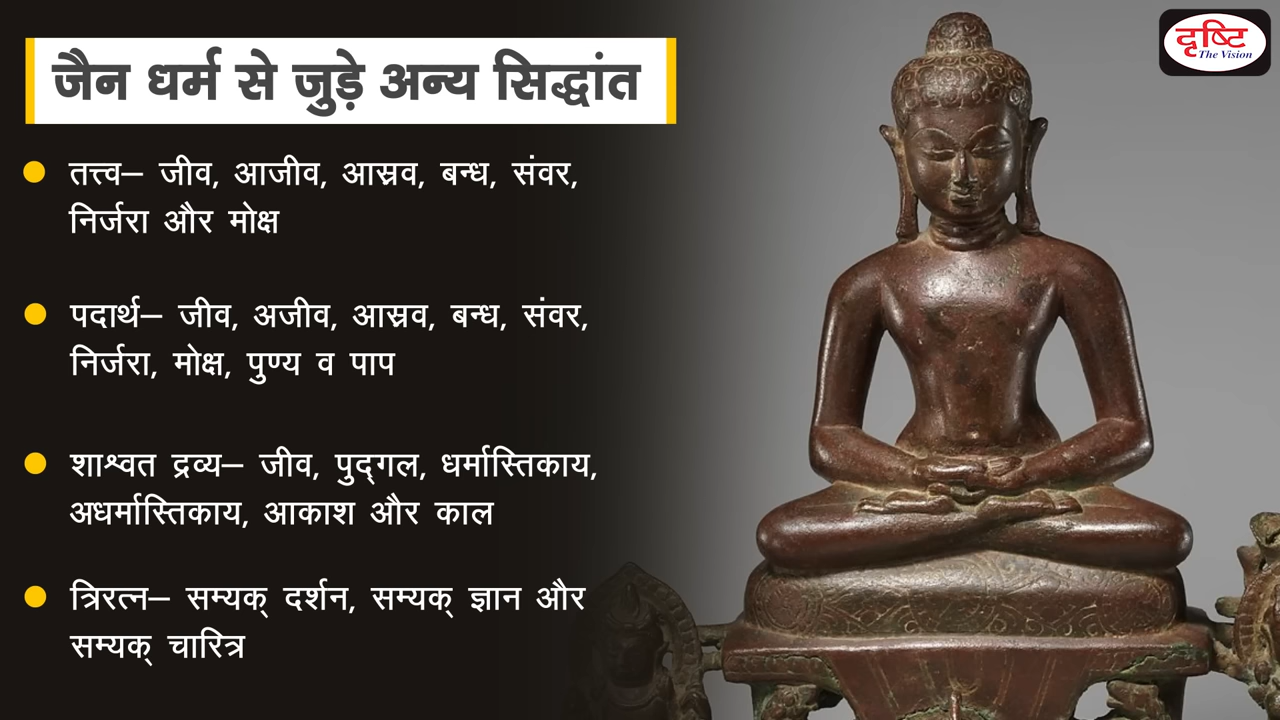 जैन धर्म से जुड़े अन्य सिद्धांत
दृष्टि
The Vision
तत्त्व– जीव, आजीव, आस्रव, बन्ध, संवर,
निर्जरा और मोक्ष
पदार्थ– जीव, अजीव, आस्रव, बन्ध, संवर,
निर्जरा, मोक्ष, पुण्य व पाप
शाश्वत द्रव्य– जीव, पुद्‌गल, धर्मास्तिकाय,
अधर्मास्तिकाय, आकाश और काल
त्रिरत्न– सम्यक् दर्शन, सम्यक् ज्ञान और
सम्यक् चारित्र